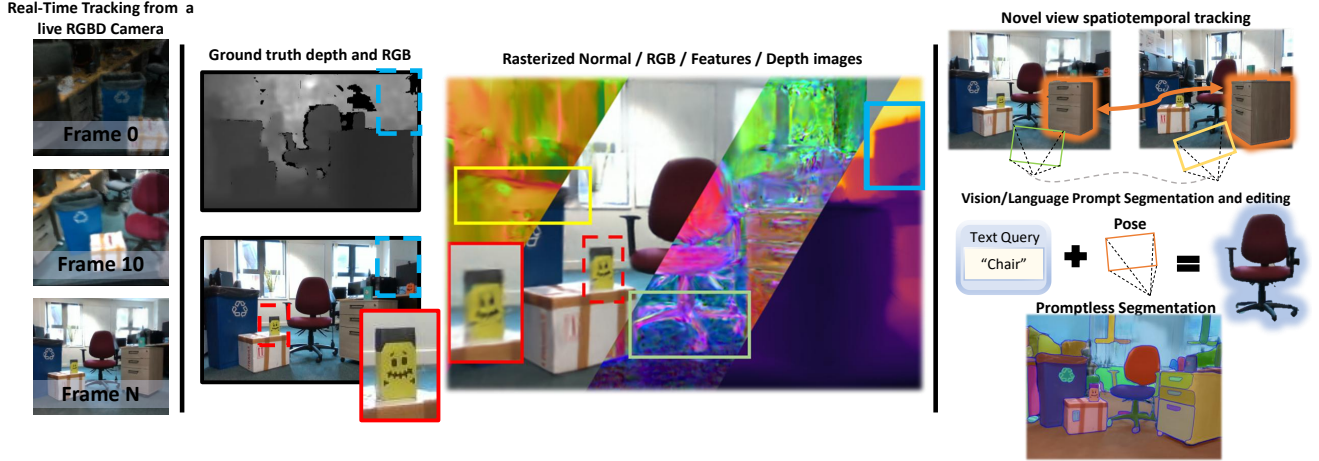 Real-Time Tracking from a
live RGBD Camera
Frame 0
Frame 10
Frame N
Ground truth depth and RGB
Rasterized Normal / RGB / Features / Depth images
Novel view spatiotemporal tracking
Vision/Language Prompt Segmentation and editing
Text Query
"Chair"
Pose
Promptless Segmentation